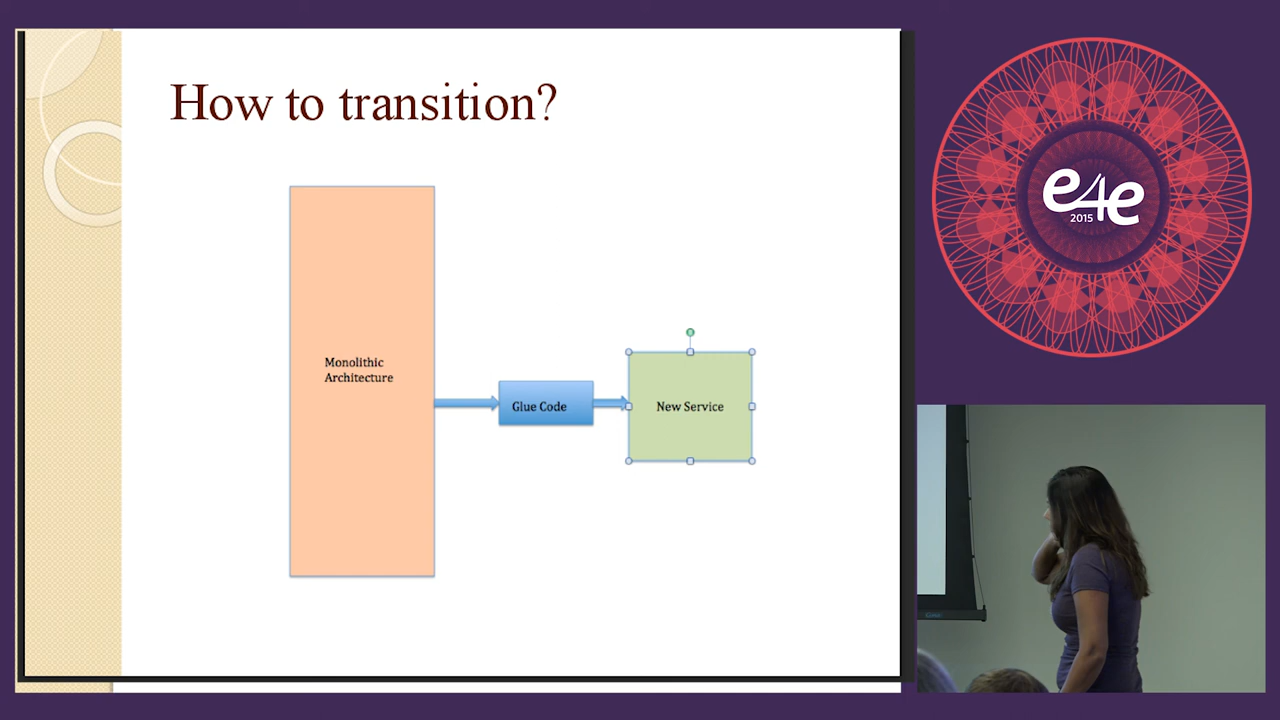 How to transition?
Monolithic
Architecture
Glue Code
New Service
e4e
2015